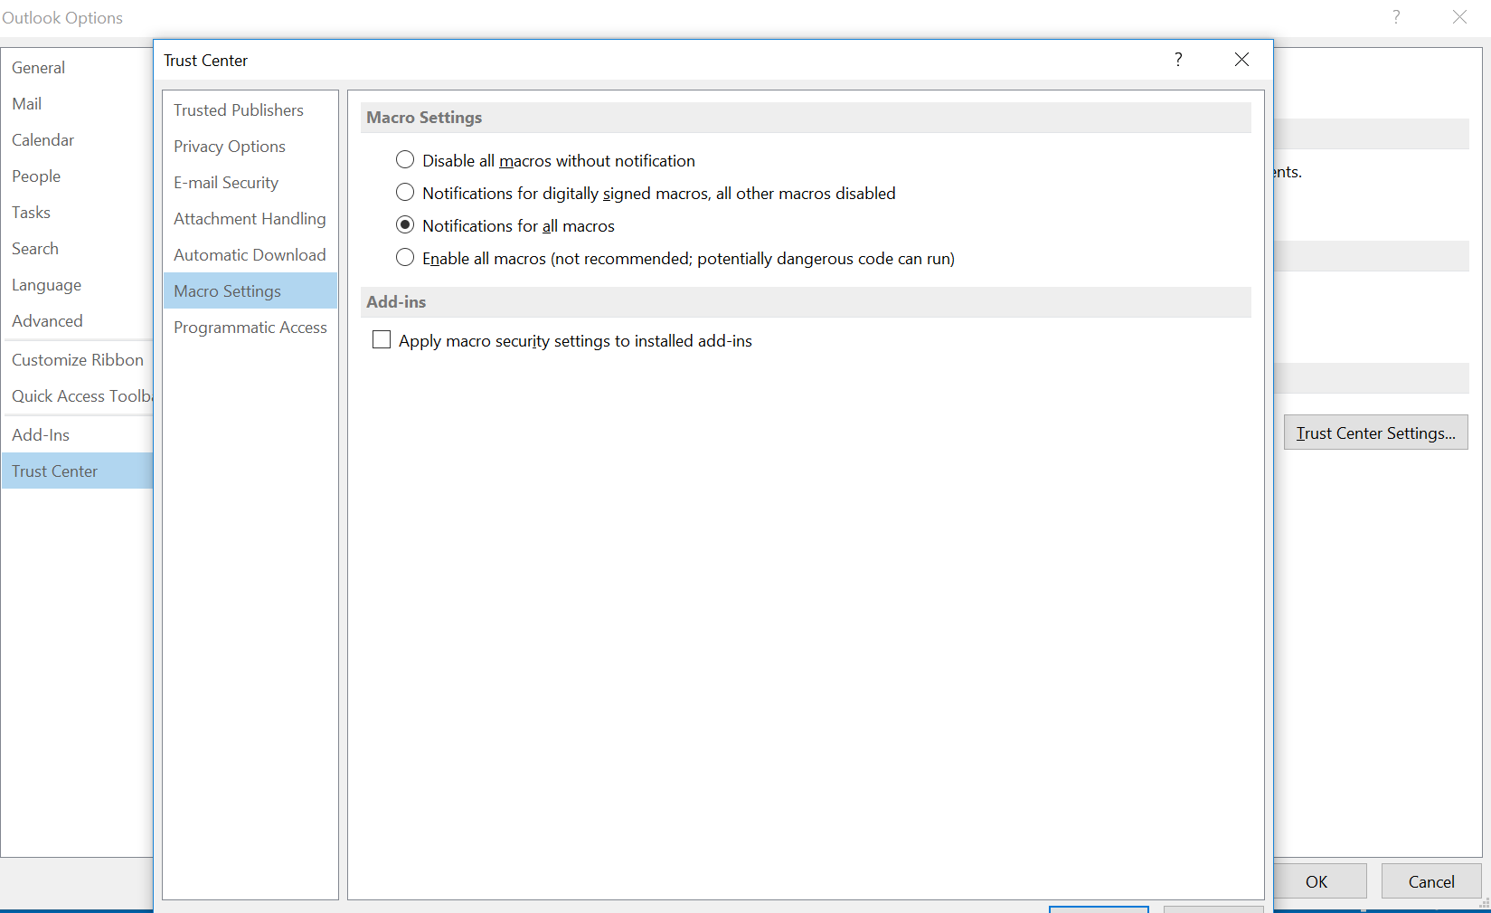 Outlook Options
?
General
Mail
Calendar
People
Tasks
Search
Language
Advanced
Customize Ribbon
Quick Access Toolba
Add-Ins
Trust Center
Trust Center
?
Trusted Publishers
Privacy Options
E-mail Security
Attachment Handling
Automatic Download
Macro Settings
Programmatic Access
Macro Settings
Disable all macros without notification
Notifications for digitally signed macros, all other macros disabled
Notifications for all macros
Enable all macros (not recommended; potentially dangerous code can run)
Add-ins
Apply macro security settings to installed add-ins
ents.
Trust Center Settings...
OK
Cancel